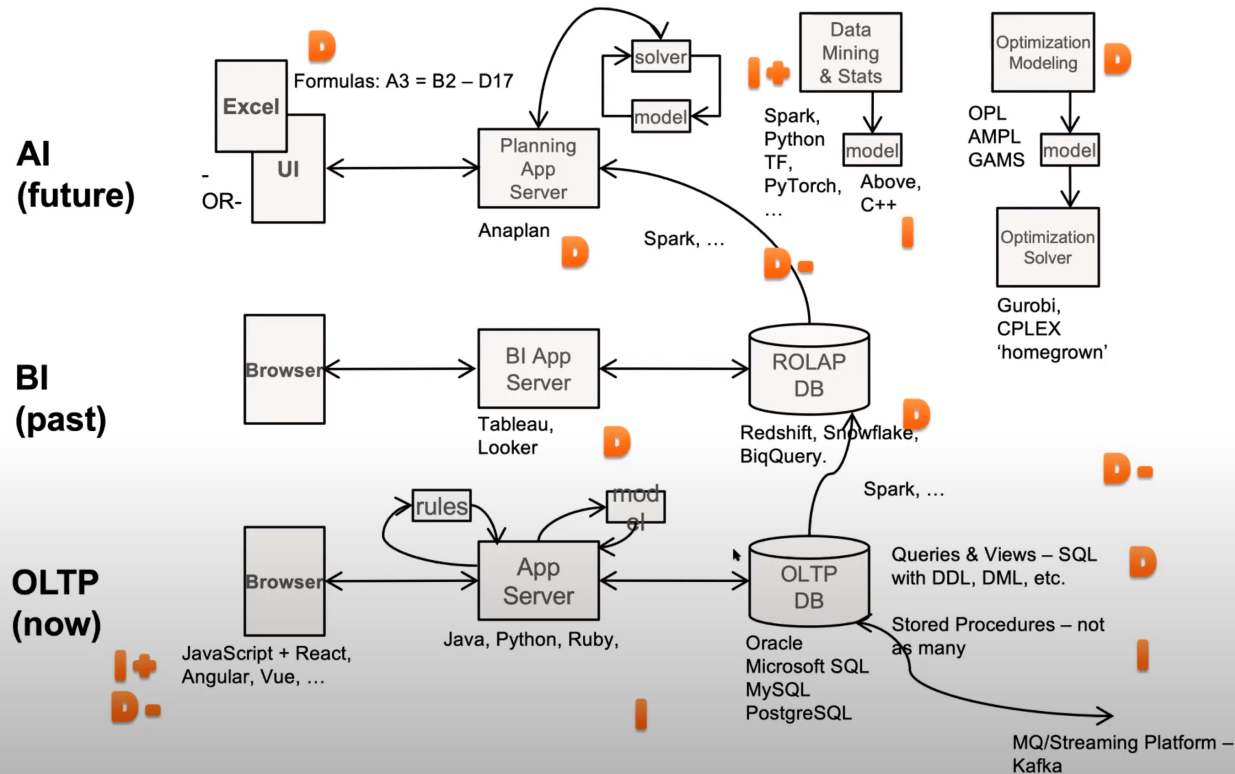 AI
(future)
Excel
UI
-
OR-
D
Formulas: A3 = B2 – D17
solver
model
Planning
App
Server
Anaplan
D
Spark, …
D-
I+
Data
Mining
& Stats
Spark,
Python
TF,
PyTorch,
…
model
Above,
C++
I
Optimization
Modeling
D
OPL
AMPL
GAMS
model
Optimization
Solver
Gurobi,
CPLEX
‘homegrown’
BI
(past)
Browser
BI App
Server
Tableau,
Looker
D
ROLAP
DB
D
Redshift, Snowflake,
BiqQuery.
Spark, …
D-
OLTP
(now)
Browser
JavaScript + React,
Angular, Vue, …
I+
D-
rules
mod
el
App
Server
Java, Python, Ruby,
I
OLTP
DB
Oracle
Microsoft SQL
MySQL
PostgreSQL
Queries & Views – SQL
with DDL, DML, etc.
D
Stored Procedures – not
as many
I
MQ/Streaming Platform –
Kafka